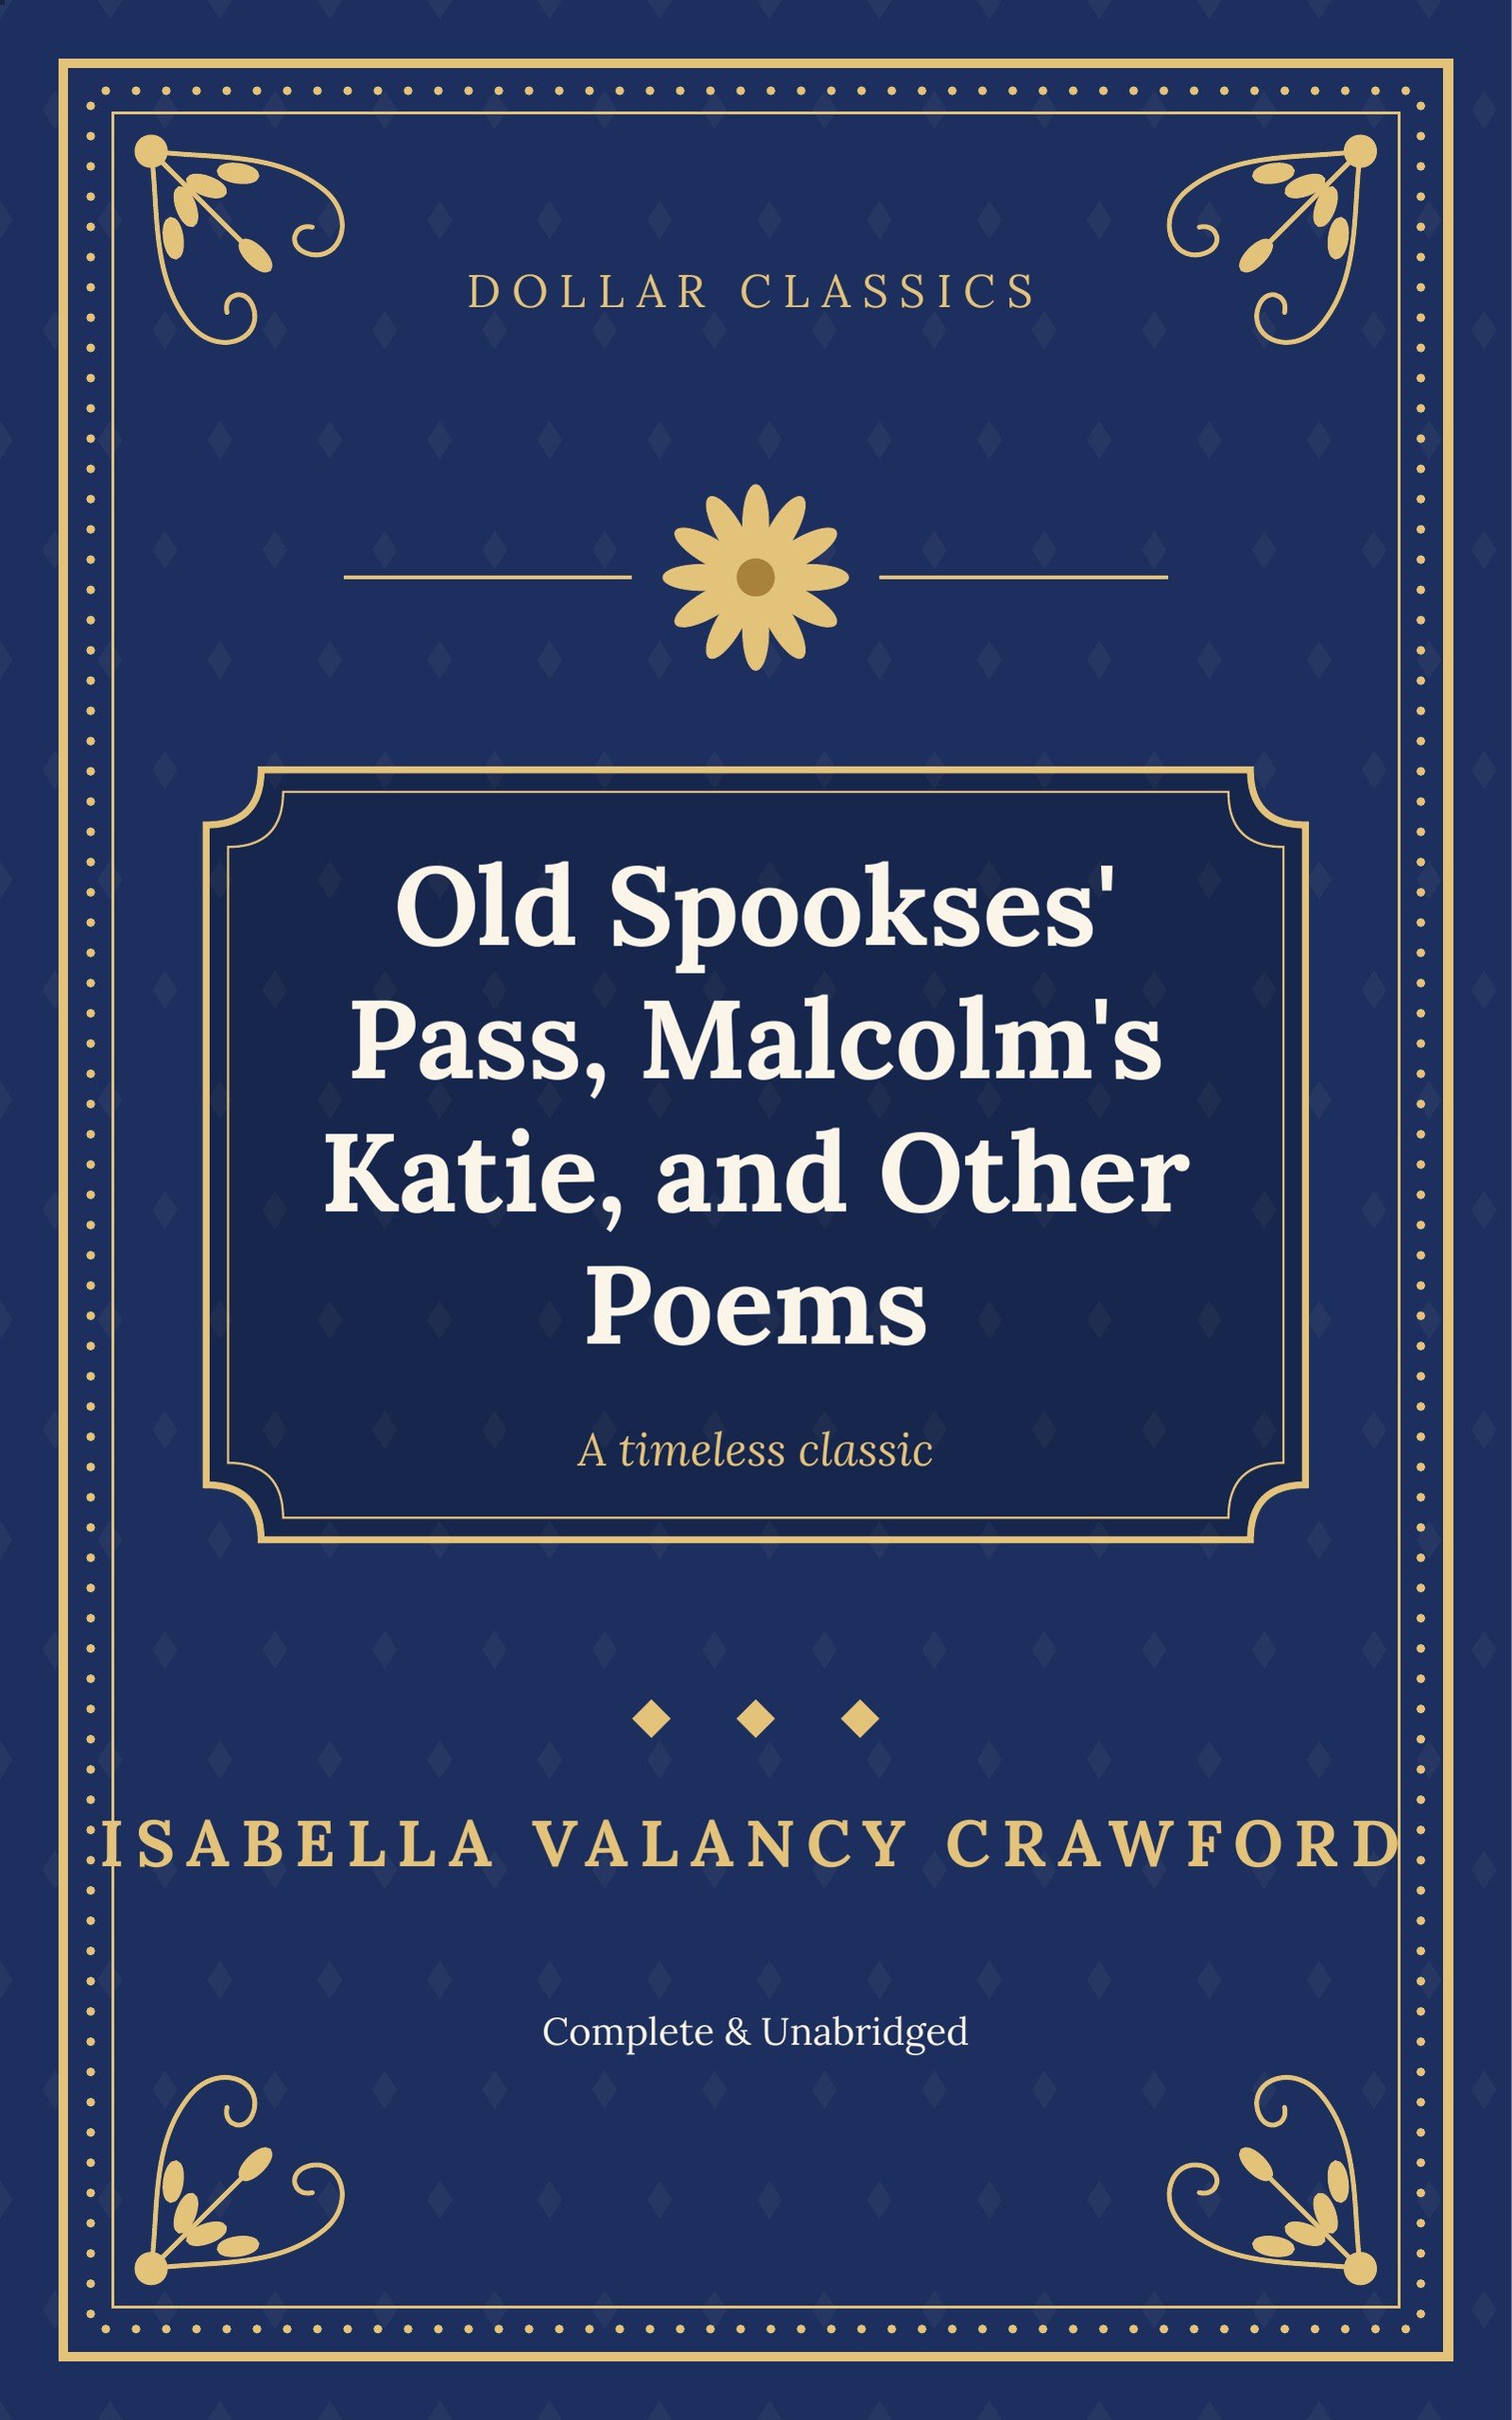 DOLLAR CLASSICS
Old Spookses'
Pass, Malcolm's
Katie, and Other
Poems
A timeless classic
ISABELLA VALANCY CRAWFORD
Complete & Unabridged